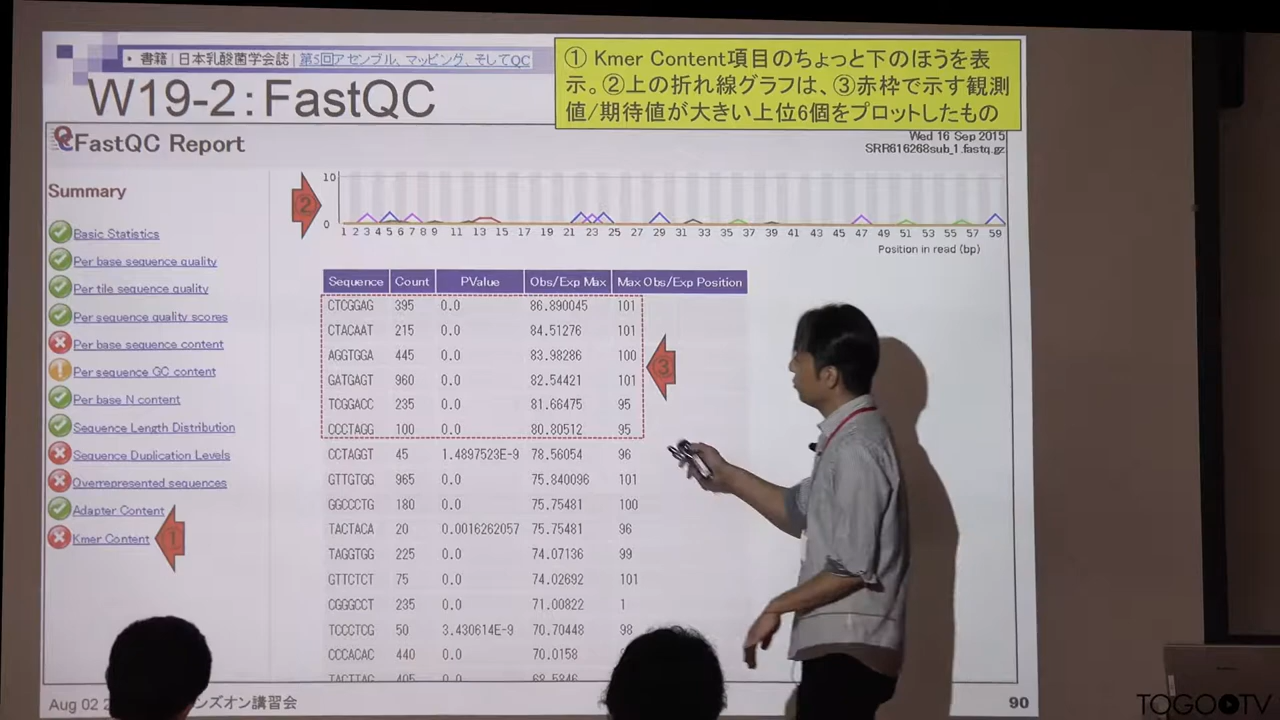 • 書籍 | 日本乳酸菌学会誌 | 第5回アセンブル、マッピング、そしてQC
W19-2：FastQC
① Kmer Content項目のちょっと下のほうを表
示。②上の折れ線グラフは、③赤枠で示す観測
値/期待値が大きい上位6個をプロットしたもの
FastQC Report
Wed 16 Sep 2015
SRR616268sub_1.fastq.gz
Summary
Basic Statistics
Per base sequence quality
Per tile sequence quality
Per sequence quality scores
Per base sequence content
Per sequence GC content
Per base N content
Sequence Length Distribution
Sequence Duplication Levels
Overrepresented sequences
Adapter Content
Kmer Content
①
②
10
0
1 2 3 4 5 6 7 8 9 11 13 15 17 19 21 23 25 27 29 31 33 35 37 39 41 43 45 47 49 51 53 55 57 59
Position in read (bp)
Sequence Count PValue Obs/Exp Max Max Obs/Exp Position
CTCGGAG 395 0.0 86.890045 101
CTACAAT 215 0.0 84.51276 101
AGGTGGA 445 0.0 83.98286 100
GATGAGT 960 0.0 82.54421 101
TCGGACC 235 0.0 81.66475 95
CCCTAGG 100 0.0 80.80512 95
③
CCTAGGT 45 1.4897523E-9 78.56054 96
GTTGTGG 965 0.0 75.840096 101
GGCCCTG 180 0.0 75.75481 100
TACTACA 20 0.0016262057 75.75481 96
TAGGTGG 225 0.0 74.07136 99
GTTCTCT 75 0.0 74.02692 101
CGGGCCT 235 0.0 71.00822 1
TCCCTCG 50 3.430614E-9 70.70448 98
CCCACAC 440 0.0 70.0158
TACTTAC 405 0.0 68.5846
Aug 02 2
ンズオン講習会
90
TOGOTV